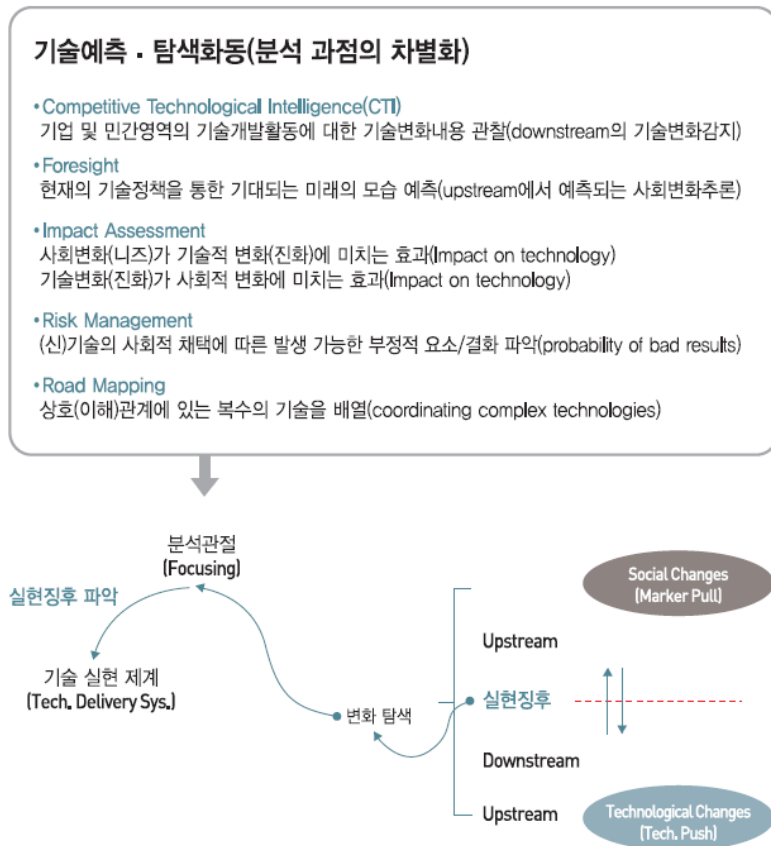 기술예측 · 탐색화동(분석 과점의 차별화)
•Competitive Technological Intelligence(CTI)
기업 및 민간영역의 기술개발활동에 대한 기술변화내용 관찰(downstream의 기술변화감지)
•Foresight
현재의 기술정책을 통한 기대되는 미래의 모습 예측(upstream에서 예측되는 사회변화추론)
•Impact Assessment
사회변화(니즈)가 기술적 변화(진화)에 미치는 효과(Impact on technology)
기술변화(진화)가 사회적 변화에 미치는 효과(Impact on technology)
•Risk Management
(신)기술의 사회적 채택에 따른 발생 가능한 부정적 요소/결화 파악(probability of bad results)
•Road Mapping
상호(이해)관계에 있는 복수의 기술을 배열(coordinating complex technologies)
분석관절
(Focusing)
실현징후 파악
기술 실현 제계
(Tech. Delivery Sys.)
변화 탐색
Social Changes
(Marker Pull)
Upstream
실현징후
Downstream
Upstream
Technological Changes
(Tech. Push)